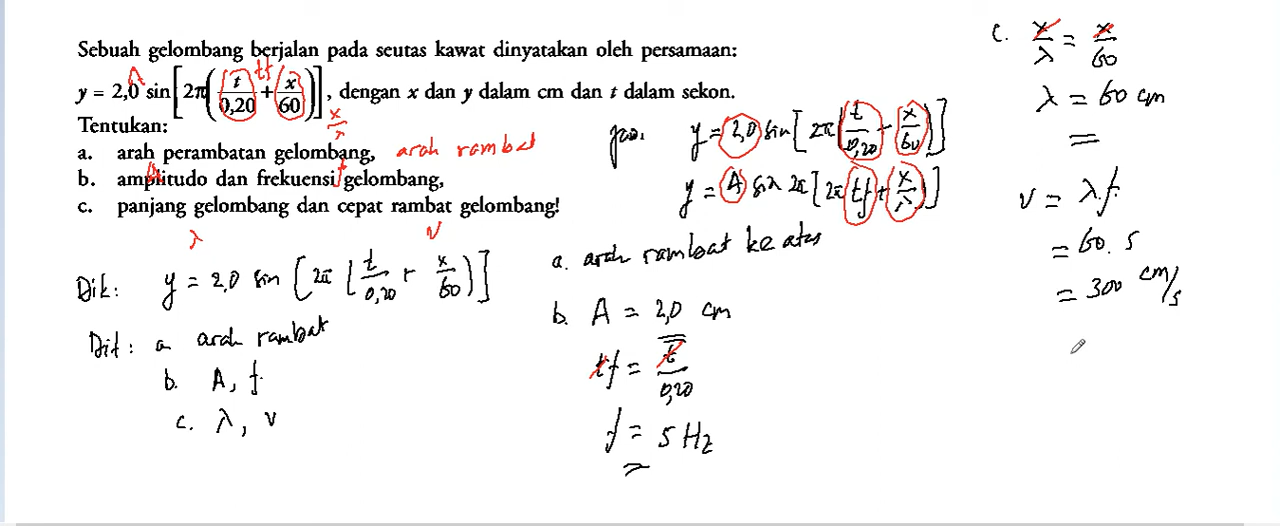 Sebuah gelombang berjalan pada seutas kawat dinyatakan oleh persamaan:
y = 2,0 sin[2π(t/0,20 + x/60)], dengan x dan y dalam cm dan t dalam sekon.
A
tf
x/λ
Tentukan:
a. arah perambatan gelombang, arah rambat
b. amplitudo dan frekuensi gelombang,
A
f
c. panjang gelombang dan cepat rambat gelombang!
λ
v
Dik: y = 2,0 sin [2π [t/0,20 + x/60)]
Dit: a arah rambat
b. A, f.
c. λ, v
Jwb: y = 2,0 sin [2π(t/0,20 + x/60)]
y = A sin 2π [2π(tf + x/λ)]
a. arah rambat ke atas
b. A = 2,0 cm
tf = t/0,20
f = 5 Hz
c. x/λ = x/60
λ = 60 cm
v = λ f.
= 60. 5
= 300 cm/s